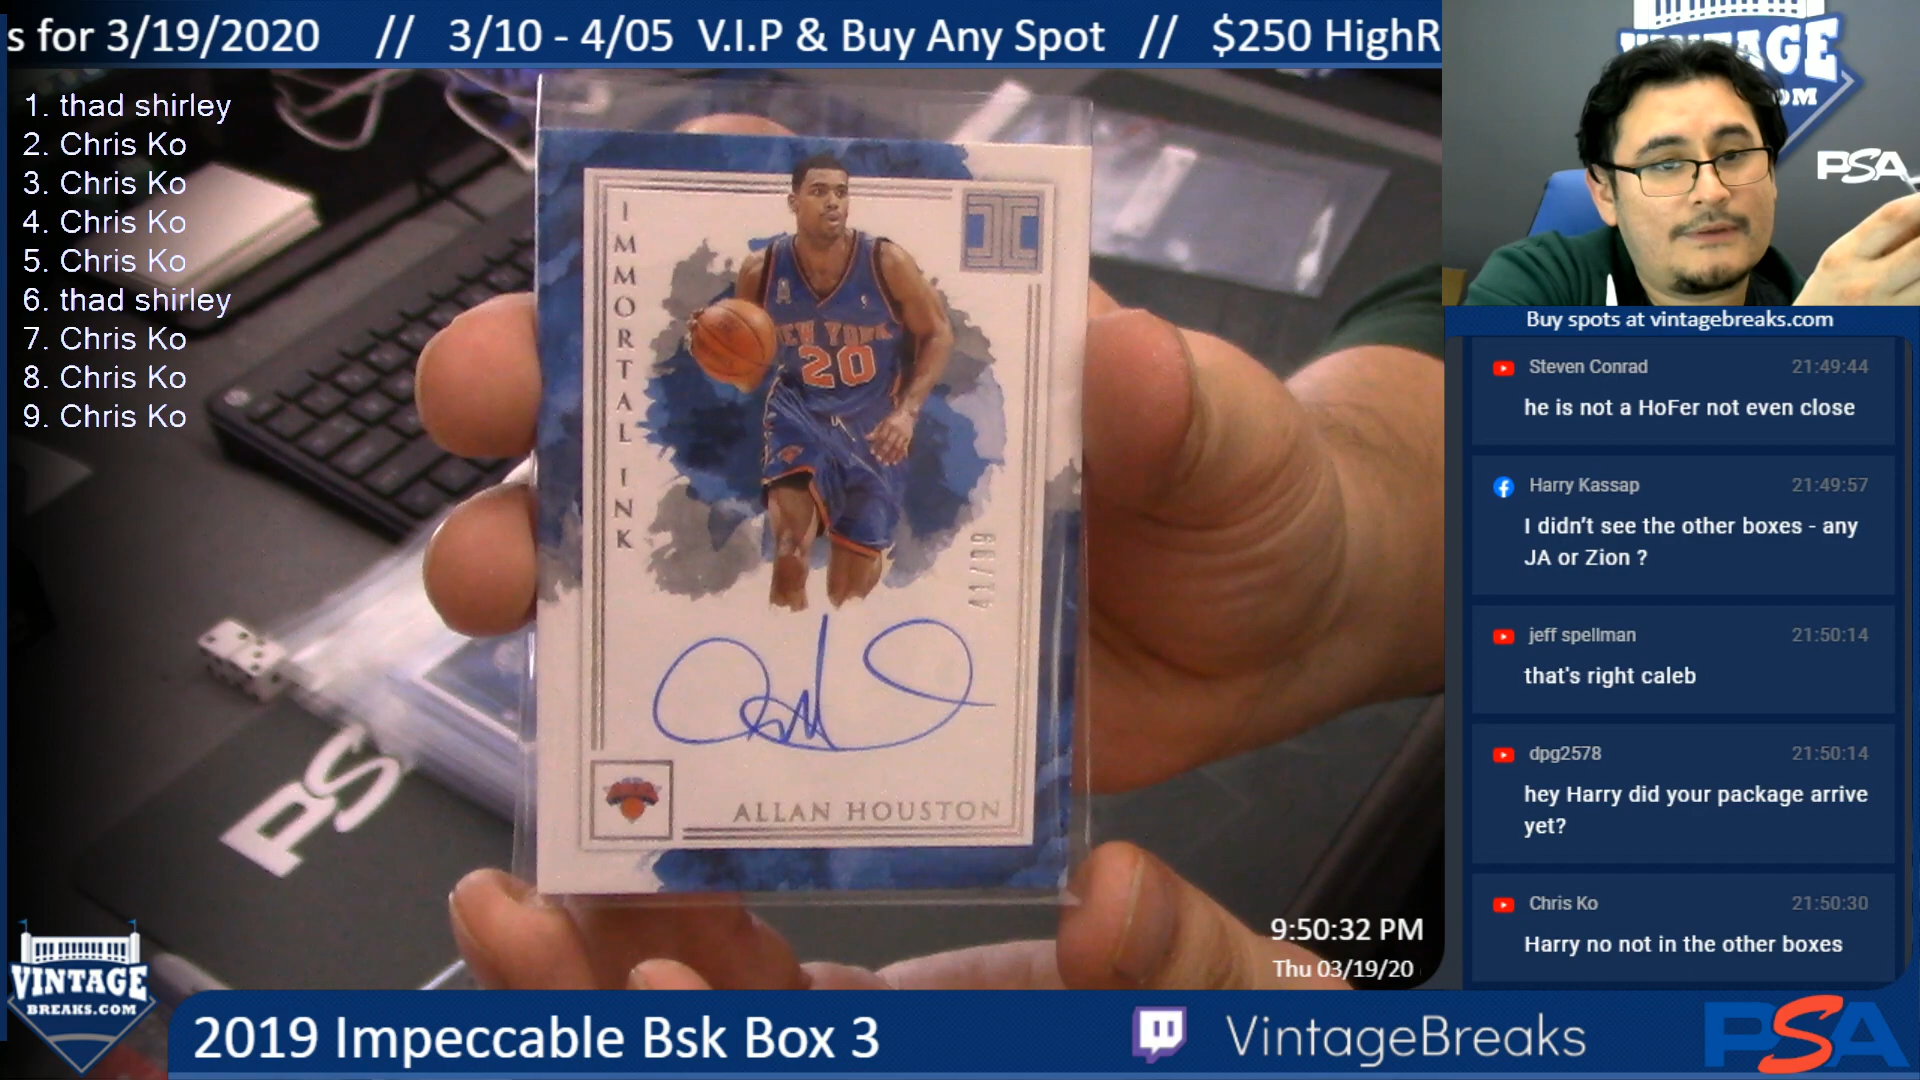 s for 3/19/2020 // 3/10 - 4/05 V.I.P & Buy Any Spot // $250 HighR
1. thad shirley
2. Chris Ko
3. Chris Ko
4. Chris Ko
5. Chris Ko
6. thad shirley
7. Chris Ko
8. Chris Ko
9. Chris Ko
IMMORTAL INK
NEW YORK
20
41/99
ALLAN HOUSTON
PS
VINTAGE
PSA
Buy spots at vintagebreaks.com
Steven Conrad 21:49:44
he is not a HoFer not even close
Harry Kassap 21:49:57
I didn't see the other boxes - any
JA or Zion ?
jeff spellman 21:50:14
that's right caleb
dpg2578 21:50:14
hey Harry did your package arrive
yet?
Chris Ko 21:50:30
Harry no not in the other boxes
9:50:32 PM
Thu 03/19/20
VINTAGE
BREAKS.COM
2019 Impeccable Bsk Box 3
VintageBreaks
PSA